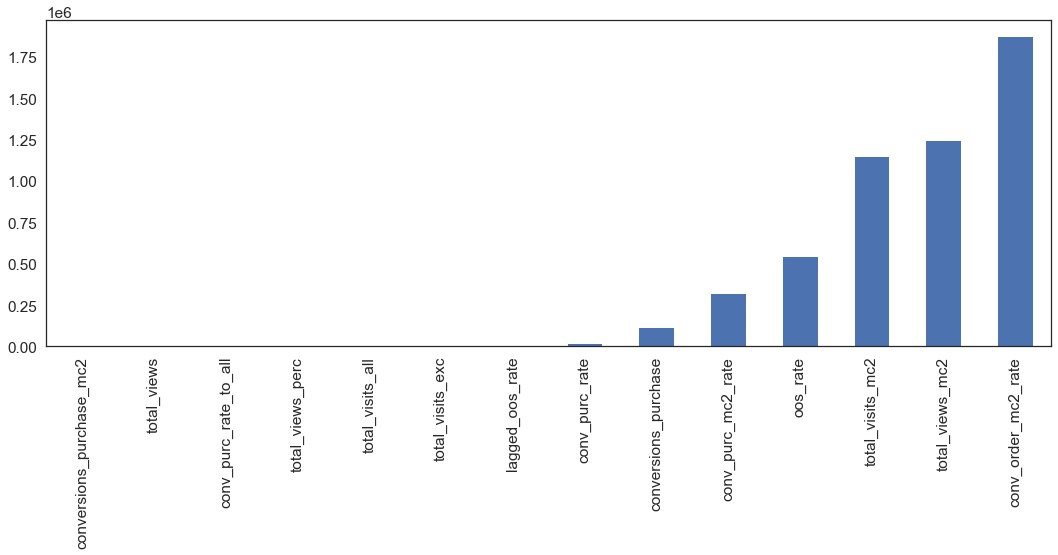 1e6
1.75
1.50
1.25
1.00
0.75
0.50
0.25
0.00
conversions_purchase_mc2
total_views
conv_purc_rate_to_all
total_views_perc
total_visits_all
total_visits_exc
lagged_oos_rate
conv_purc_rate
conversions_purchase
conv_purc_mc2_rate
oos_rate
total_visits_mc2
total_views_mc2
conv_order_mc2_rate